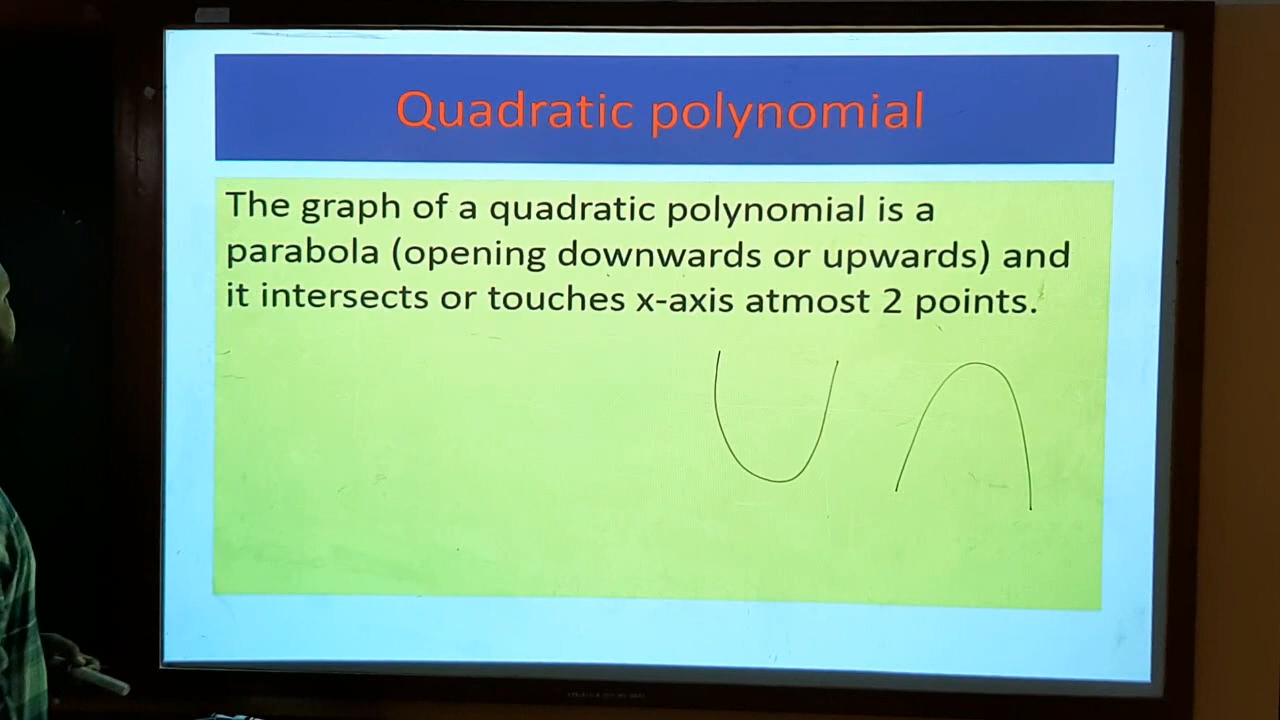 Quadratic polynomial
The graph of a quadratic polynomial is a
parabola (opening downwards or upwards) and
it intersects or touches x-axis atmost 2 points.